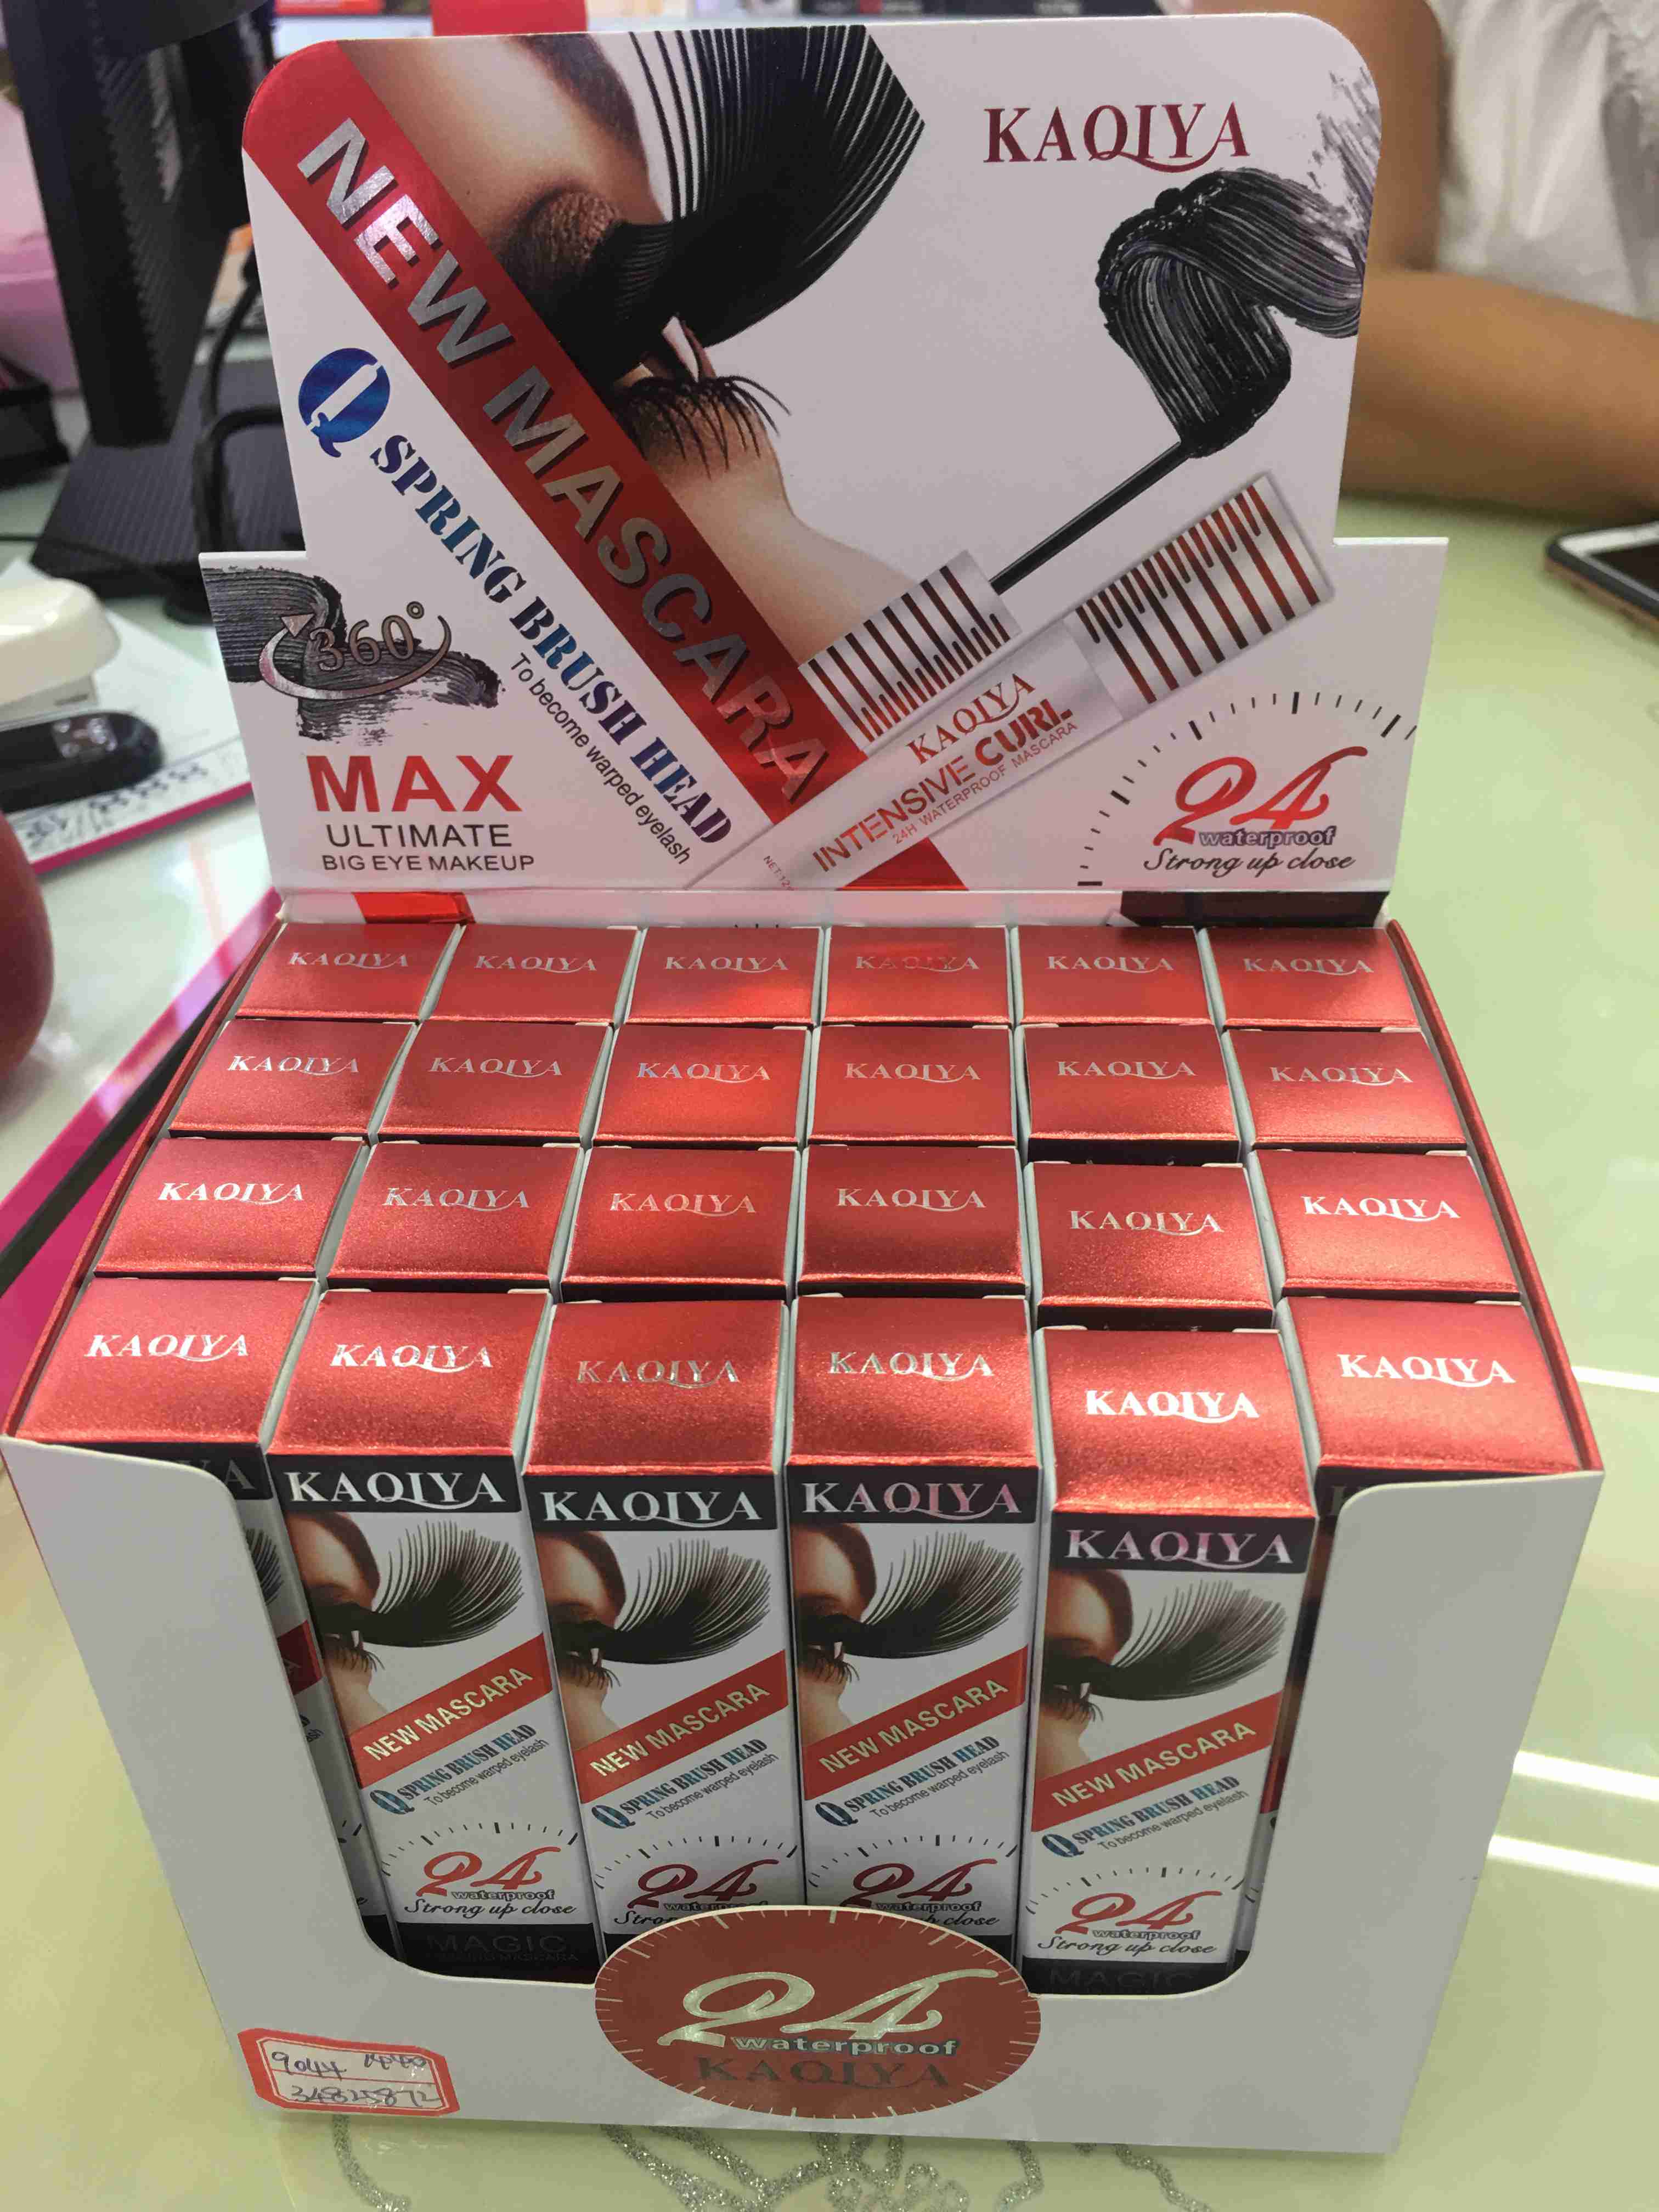 KAQIYA
NEW MASCARA
Q SPRING BRUSH HEAD
To become warped eyelash
360°
MAX
ULTIMATE
BIG EYE MAKEUP
KAQIYA
INTENSIVE CURL
24H WATERPROOF MASCARA
24
waterproof
Strong up close
KAQIYA KAQIYA KAQIYA KAQIYA KAQIYA KAQIYA
KAQIYA KAQIYA KAQIYA KAQIYA KAQIYA KAQIYA
KAQIYA KAQIYA KAQIYA KAQIYA KAQIYA KAQIYA
KAQIYA KAQIYA KAQIYA KAQIYA KAQIYA KAQIYA
KAQIYA
NEW MASCARA
Q SPRING BRUSH HEAD
To become warped eyelash
24
waterproof
Strong up close
MAGIC
KAQIYA
NEW MASCARA
Q SPRING BRUSH HEAD
To become warped eyelash
24
KAQIYA
NEW MASCARA
Q SPRING BRUSH HEAD
To become warped eyelash
24
waterproof
close
KAQIYA
NEW MASCARA
Q SPRING BRUSH HEAD
To become warped eyelash
24
waterproof
Strong up close
MAGIC
24
waterproof
KAQIYA
9044